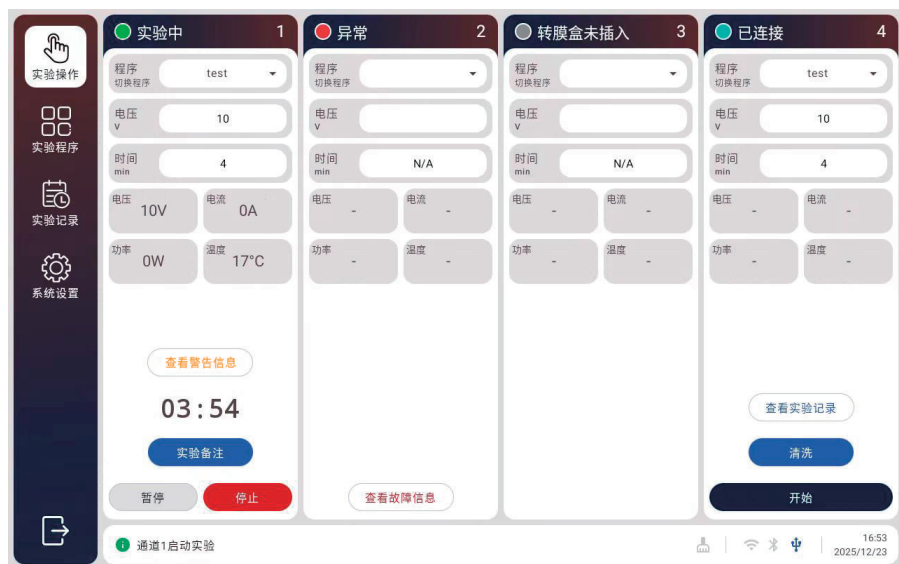 实验操作
实验程序
实验记录
系统设置
实验中 1
程序
切换程序
test
电压
V
10
时间
min
4
电压 10V
电流 0A
功率 0W
温度 17°C
查看警告信息
03:54
实验备注
暂停
停止
异常 2
程序
切换程序
电压
V
时间
min
N/A
电压 -
电流 -
功率 -
温度 -
查看故障信息
转膜盒未插入 3
程序
切换程序
电压
V
时间
min
N/A
电压 -
电流 -
功率 -
温度 -
已连接 4
程序
切换程序
test
电压
V
10
时间
min
4
电压 -
电流 -
功率 -
温度 -
查看实验记录
清洗
开始
通道1启动实验
16:53
2025/12/23